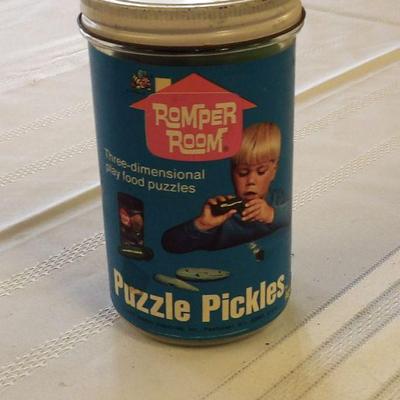 ROMPER
ROOM®
Three-dimensional
play food puzzles
Puzzle Pickles